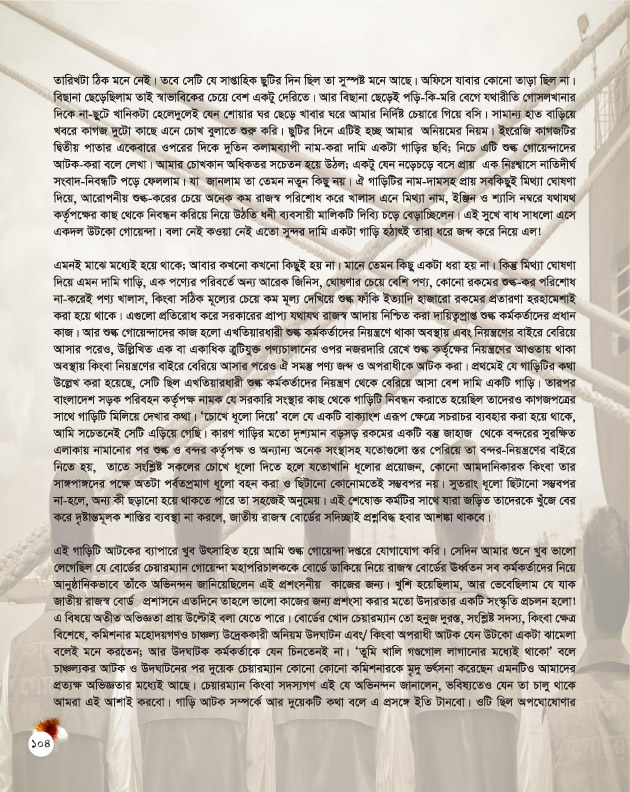 তারিখটা ঠিক মনে নেই। তবে সেটি যে সাপ্তাহিক ছুটির দিন ছিল তা সুস্পষ্ট মনে আছে। অফিসে যাবার কোনো তাড়া ছিল না।
বিছানা ছেড়েছিলাম তাই স্বাভাবিকের চেয়ে বেশ একটু দেরিতে। আর বিছানা ছেড়েই পড়ি-কি-মরি বেগে যথারীতি গোসলখানার
দিকে না-ছুটে খানিকটা হেলেদুলেই যেন শোয়ার ঘর ছেড়ে খাবার ঘরে আমার নির্দিষ্ট চেয়ারে গিয়ে বসি। সামান্য হাত বাড়িয়ে
খবরে কাগজ দুটো কাছে এনে চোখ বুলাতে শুরু করি। ছুটির দিনে এটিই হচ্ছে আমার অনিয়মের নিয়ম। ইংরেজি কাগজটির
দ্বিতীয় পাতার একেবারে ওপরের দিকে দুতিন কলামব্যাপী নাম-করা দামি একটা গাড়ির ছবি; নিচে এটি শুল্ক গোয়েন্দাদের
আটক-করা বলে লেখা। আমার চোখকান অধিকতর সচেতন হয়ে উঠল; একটু যেন নড়েচড়ে বসে প্রায় এক নিঃশ্বাসে নাতিদীর্ঘ
সংবাদ-নিবন্ধটি পড়ে ফেললাম। যা জানলাম তা তেমন নতুন কিছু নয়। ঐ গাড়িটির নাম-দামসহ প্রায় সবকিছুই মিথ্যা ঘোষণা
দিয়ে, আরোপনীয় শুল্ক-করের চেয়ে অনেক কম রাজস্ব পরিশোধ করে খালাস এনে মিথ্যা নাম, ইঞ্জিন ও শ্যাসি নম্বরে যথাযথ
কর্তৃপক্ষের কাছ থেকে নিবন্ধন করিয়ে নিয়ে উঠতি ধনী ব্যবসায়ী মালিকটি দিব্যি চড়ে বেড়াচ্ছিলেন। এই সুখে বাধ সাধলো এসে
একদল উটকো গোয়েন্দা। বলা নেই কওয়া নেই এতো সুন্দর দামি একটা গাড়ি হঠাৎই তারা ধরে জব্দ করে নিয়ে এল!
এমনই মাঝে মধ্যেই হয়ে থাকে; আবার কখনো কখনো কিছুই হয় না। মানে তেমন কিছু একটা ধরা হয় না। কিন্তু মিথ্যা ঘোষণা
দিয়ে এমন দামি গাড়ি, এক পণ্যের পরিবর্তে অন্য আরেক জিনিস, ঘোষণার চেয়ে বেশি পণ্য, কোনো রকমের শুল্ক-কর পরিশোধ
না-করেই পণ্য খালাস, কিংবা সঠিক মূল্যের চেয়ে কম মূল্য দেখিয়ে শুল্ক ফাঁকি ইত্যাদি হাজারো রকমের প্রতারণা হরহামেশাই
করা হয়ে থাকে। এগুলো প্রতিরোধ করে সরকারের প্রাপ্য যথাযথ রাজস্ব আদায় নিশ্চিত করা দায়িত্বপ্রাপ্ত শুল্ক কর্মকর্তাদের প্রধান
কাজ। আর শুল্ক গোয়েন্দাদের কাজ হলো এখতিয়ারধারী শুল্ক কর্মকর্তাদের নিয়ন্ত্রণে থাকা অবস্থায় এবং নিয়ন্ত্রণের বাইরে বেরিয়ে
আসার পরেও, উল্লিখিত এক বা একাধিক ত্রুটিযুক্ত পণ্যচালানের ওপর নজরদারি রেখে শুল্ক কর্তৃক্ষের নিয়ন্ত্রণের আওতায় থাকা
অবস্থায় কিংবা নিয়ন্ত্রণের বাইরে বেরিয়ে আসার পরেও ঐ সমস্ত পণ্য জব্দ ও অপরাধীকে আটক করা। প্রথমেই যে গাড়িটির কথা
উল্লেখ করা হয়েছে, সেটি ছিল এখতিয়ারধারী শুল্ক কর্মকর্তাদের নিয়ন্ত্রণ থেকে বেরিয়ে আসা বেশ দামি একটি গাড়ি। তারপর
বাংলাদেশ সড়ক পরিবহন কর্তৃপক্ষ নামক যে সরকারি সংস্থার কাছ থেকে গাড়িটি নিবন্ধন করাতে হয়েছিল তাদেরও কাগজপত্রের
সাথে গাড়িটি মিলিয়ে দেখার কথা। ‘চোখে ধূলো দিয়ে’ বলে যে একটি বাক্যাংশ এরূপ ক্ষেত্রে সচরাচর ব্যবহার করা হয়ে থাকে,
আমি সচেতনেই সেটি এড়িয়ে গেছি। কারণ গাড়ির মতো দৃশ্যমান বড়সড় রকমের একটি বস্তু জাহাজ থেকে বন্দরের সুরক্ষিত
এলাকায় নামানোর পর শুল্ক ও বন্দর কর্তৃপক্ষ ও অন্যান্য অনেক সংস্থাসহ যতোগুলো স্তর পেরিয়ে তা বন্দর-নিয়ন্ত্রণের বাইরে
নিতে হয়, তাতে সংশ্লিষ্ট সকলের চোখে ধূলো দিতে হলে যতোখানি ধূলোর প্রয়োজন, কোনো আমদানিকারক কিংবা তার
সাঙ্গপাঙ্গদের পক্ষে অতটা পর্বতপ্রমাণ ধূলো বহন করা ও ছিটানো কোনোমতেই সম্ভবপর নয়। সুতরাং ধূলো ছিটানো সম্ভবপর
না-হলে, অন্য কী ছড়ানো হয়ে থাকতে পারে তা সহজেই অনুমেয়। এই শেষোক্ত কর্মটির সাথে যারা জড়িত তাদেরকে খুঁজে বের
করে দৃষ্টান্তমূলক শাস্তির ব্যবস্থা না করলে, জাতীয় রাজস্ব বোর্ডের সদিচ্ছাই প্রশ্নবিদ্ধ হবার আশঙ্কা থাকবে।
এই গাড়িটি আটকের ব্যাপারে খুব উৎসাহিত হয়ে আমি শুল্ক গোয়েন্দা দপ্তরে যোগাযোগ করি। সেদিন আমার শুনে খুব ভালো
লেগেছিল যে বোর্ডের চেয়ারম্যান গোয়েন্দা মহাপরিচালককে বোর্ডে ডাকিয়ে নিয়ে রাজস্ব বোর্ডের ঊর্ধ্বতন সব কর্মকর্তাদের নিয়ে
আনুষ্ঠানিকভাবে তাঁকে অভিনন্দন জানিয়েছিলেন এই প্রশংসনীয় কাজের জন্য। খুশি হয়েছিলাম, আর ভেবেছিলাম যে যাক
জাতীয় রাজস্ব বোর্ড প্রশাসনে এতদিনে তাহলে ভালো কাজের জন্য প্রশংসা করার মতো উদারতার একটি সংস্কৃতি প্রচলন হলো!
এ বিষয়ে অতীত অভিজ্ঞতা প্রায় উল্টোই বলা যেতে পারে। বোর্ডের খোদ চেয়ারম্যান তো হনুজ দুরস্ত, সংশ্লিষ্ট সদস্য, কিংবা ক্ষেত্র
বিশেষে, কমিশনার মহোদয়গণও চাঞ্চল্য উদ্রেককারী অনিয়ম উদঘাটন এবং/ কিংবা অপরাধী আটক যেন উটকো একটা ঝামেলা
বলেই মনে করতেন; আর উদঘাটক কর্মকর্তাকে যেন চিনতেনই না। ‘তুমি খালি গণ্ডগোল লাগানোর মধ্যেই থাকো’ বলে
চাঞ্চল্যকর আটক ও উদঘাটনের পর দুয়েক চেয়ারম্যান কোনো কোনো কমিশনারকে মৃদু ভর্ৎসনা করেছেন এমনটিও আমাদের
প্রত্যক্ষ অভিজ্ঞতার মধ্যেই আছে। চেয়ারম্যান কিংবা সদস্যগণ এই যে অভিনন্দন জানালেন, ভবিষ্যতেও যেন তা চালু থাকে
আমরা এই আশাই করবো। গাড়ি আটক সম্পর্কে আর দুয়েকটি কথা বলে এ প্রসঙ্গে ইতি টানবো। ওটি ছিল অপঘোষোণার
১০৪